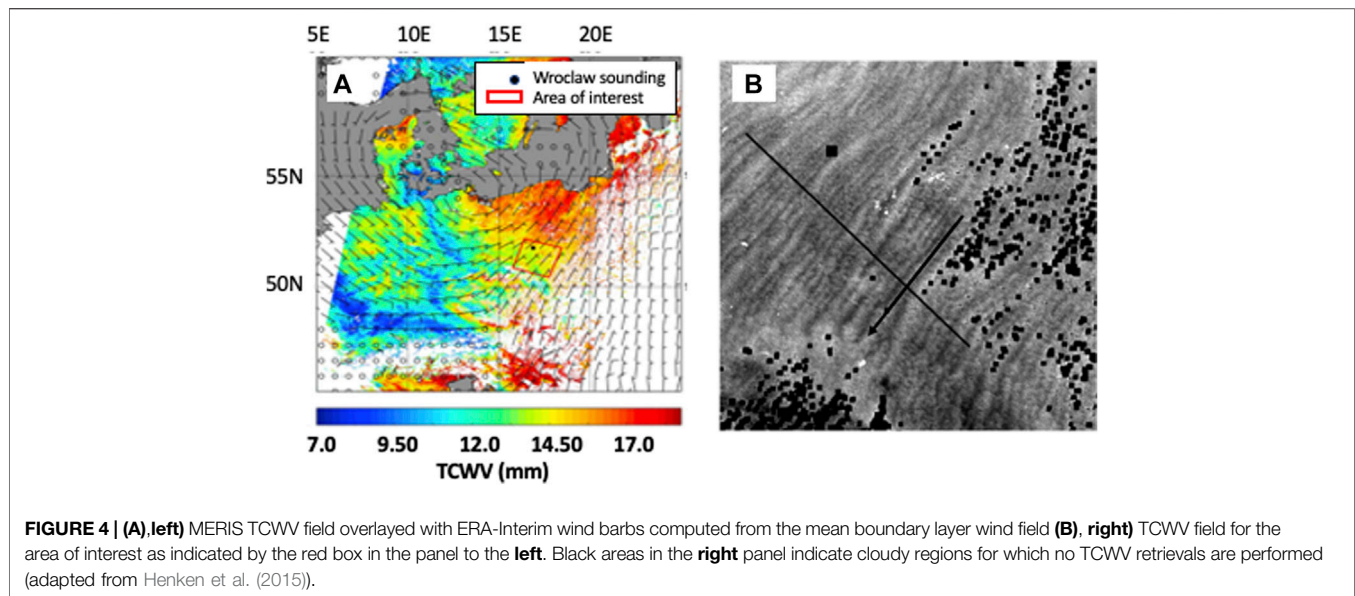 5E 10E 15E 20E
A
Wroclaw sounding
Area of interest
B
55N
50N
7.0 9.50 12.0 14.50 17.0
TCWV (mm)
FIGURE 4 | (A),left) MERIS TCWV field overlayed with ERA-Interim wind barbs computed from the mean boundary layer wind field (B), right) TCWV field for the
area of interest as indicated by the red box in the panel to the left. Black areas in the right panel indicate cloudy regions for which no TCWV retrievals are performed
(adapted from Henken et al. (2015)).